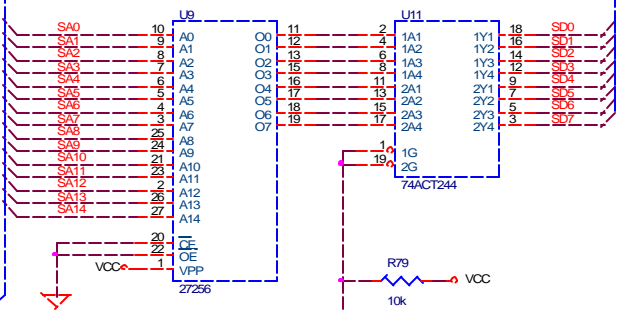 U9 U11
SA0 10 A0 O0 11 2 1A1 1Y1 18 SD0
SA1 9 A1 O1 12 4 1A2 1Y2 16 SD1
SA2 8 A2 O2 13 6 1A3 1Y3 14 SD2
SA3 7 A3 O3 15 8 1A4 1Y4 12 SD3
SA4 6 A4 O4 16 11 2A1 2Y1 9 SD4
SA5 5 A5 O5 17 13 2A2 2Y2 7 SD5
SA6 4 A6 O6 18 15 2A3 2Y3 5 SD6
SA7 3 A7 O7 19 17 2A4 2Y4 3 SD7
SA8 25 A8
SA9 24 A9 1 1G
SA10 21 A10 19 2G
SA11 23 A11
SA12 2 A12 74ACT244
SA13 26 A13
SA14 27 A14
20 CE
22 OE
VCC 1 VPP R79 VCC
27256 10k